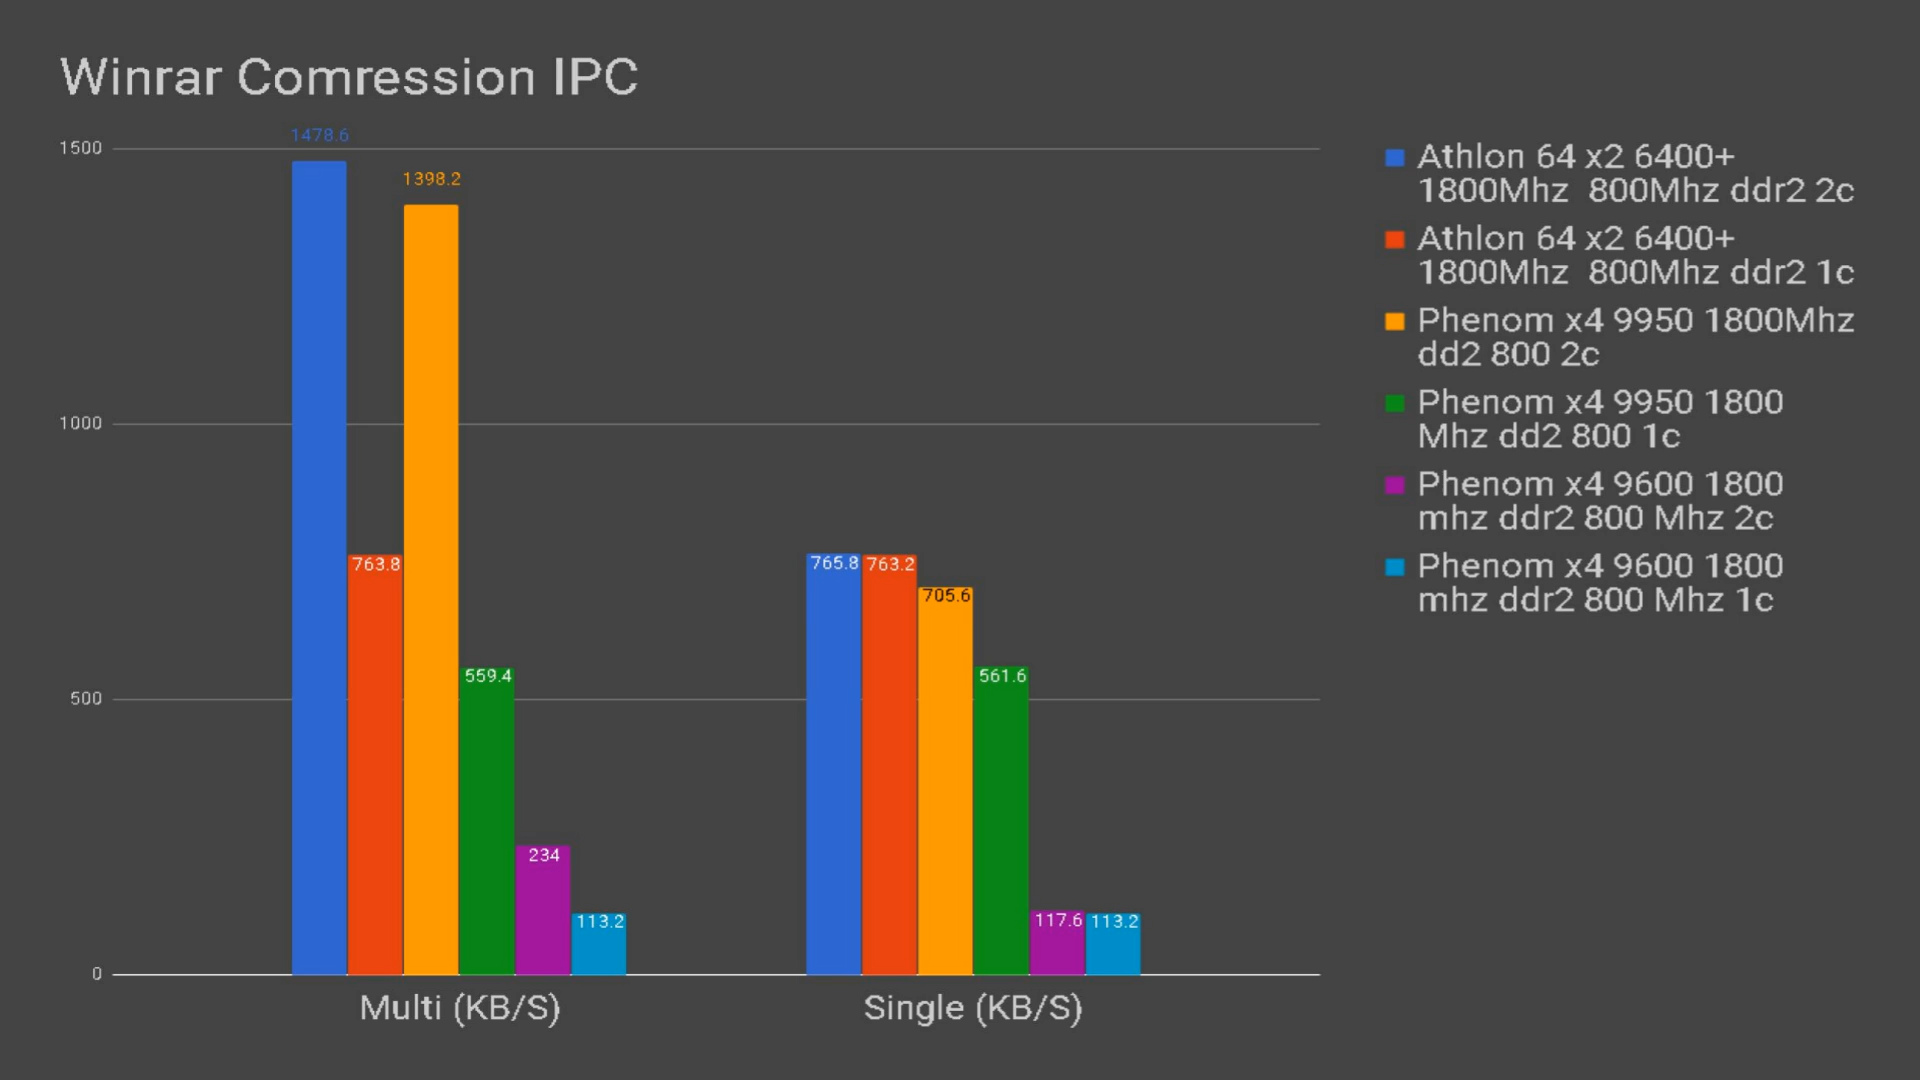 Winrar Comression IPC
1478.6
1500
1398.2
1000
763.8
559.4
500
234
113.2
0
765.8
763.2
705.6
561.6
117.6
113.2
Multi (KB/S)
Single (KB/S)
Athlon 64 x2 6400+
1800Mhz  800Mhz ddr2 2c
Athlon 64 x2 6400+
1800Mhz  800Mhz ddr2 1c
Phenom x4 9950 1800Mhz
dd2 800 2c
Phenom x4 9950 1800
Mhz dd2 800 1c
Phenom x4 9600 1800
mhz ddr2 800 Mhz 2c
Phenom x4 9600 1800
mhz ddr2 800 Mhz 1c